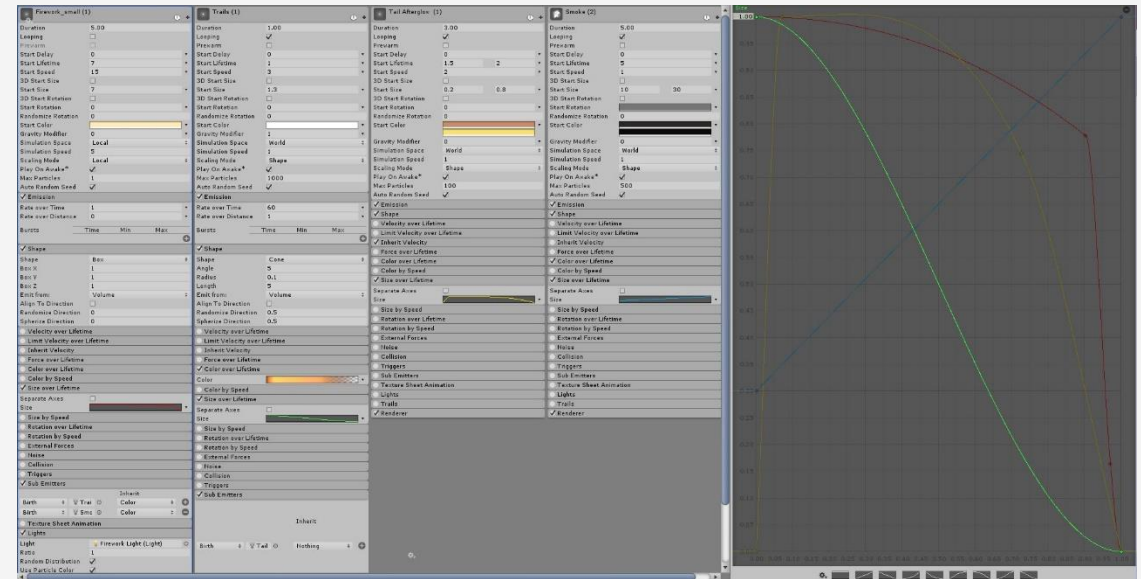 Firework_small (1)
Duration 5.00
Looping
Prewarm
Start Delay 0
Start Lifetime 7
Start Speed 15
3D Start Size
Start Size 7
3D Start Rotation
Start Rotation 0
Randomize Rotation 0
Start Color
Gravity Modifier 0
Simulation Space Local
Simulation Speed 5
Scaling Mode Local
Play On Awake*
Max Particles 1
Auto Random Seed
Emission
Rate over Time 1
Rate over Distance 0
Bursts Time Min Max
Shape
Shape Box
Box X 1
Box Y 1
Box Z 1
Emit from: Volume
Align To Direction
Randomize Direction 0
Spherize Direction 0
Velocity over Lifetime
Limit Velocity over Lifetime
Inherit Velocity
Force over Lifetime
Color over Lifetime
Color by Speed
Size over Lifetime
Separate Axes
Size
Size by Speed
Rotation over Lifetime
Rotation by Speed
External Forces
Noise
Collision
Triggers
Sub Emitters
Inherit
Birth Trai Color
Birth Smo Color
Texture Sheet Animation
Lights
Light Firework Light (Light)
Ratio 1
Random Distribution
Use Particle Color
Trails (1)
Duration 1.00
Looping
Prewarm
Start Delay 0
Start Lifetime 1
Start Speed 3
3D Start Size
Start Size 1.3
3D Start Rotation
Start Rotation 0
Randomize Rotation 0
Start Color
Gravity Modifier 1
Simulation Space World
Simulation Speed 1
Scaling Mode Shape
Play On Awake*
Max Particles 1000
Auto Random Seed
Emission
Rate over Time 60
Rate over Distance 1
Bursts Time Min Max
Shape
Shape Cone
Angle 5
Radius 0.1
Length 5
Emit from: Volume
Align To Direction
Randomize Direction 0.5
Spherize Direction 0.5
Velocity over Lifetime
Limit Velocity over Lifetime
Inherit Velocity
Force over Lifetime
Color over Lifetime
Color
Color by Speed
Size over Lifetime
Separate Axes
Size
Size by Speed
Rotation over Lifetime
Rotation by Speed
External Forces
Noise
Collision
Triggers
Sub Emitters
Inherit
Birth Tail Nothing
Tail Afterglow (1)
Duration 3.00
Looping
Prewarm
Start Delay 0
Start Lifetime 1.5 2
Start Speed 2
3D Start Size
Start Size 0.2 0.8
3D Start Rotation
Start Rotation 0
Randomize Rotation 0
Start Color
Gravity Modifier 0
Simulation Space World
Simulation Speed 1
Scaling Mode Shape
Play On Awake*
Max Particles 100
Auto Random Seed
Emission
Shape
Velocity over Lifetime
Limit Velocity over Lifetime
Inherit Velocity
Force over Lifetime
Color over Lifetime
Color by Speed
Size over Lifetime
Separate Axes
Size
Size by Speed
Rotation over Lifetime
Rotation by Speed
External Forces
Noise
Collision
Triggers
Sub Emitters
Texture Sheet Animation
Lights
Trails
Renderer
Smoke (2)
Duration 5.00
Looping
Prewarm
Start Delay 0
Start Lifetime 5
Start Speed 1
3D Start Size
Start Size 10 30
3D Start Rotation
Start Rotation
Randomize Rotation 0
Start Color
Gravity Modifier 0
Simulation Space World
Simulation Speed 1
Scaling Mode Shape
Play On Awake*
Max Particles 500
Auto Random Seed
Emission
Shape
Velocity over Lifetime
Limit Velocity over Lifetime
Inherit Velocity
Force over Lifetime
Color over Lifetime
Color by Speed
Size over Lifetime
Separate Axes
Size
Size by Speed
Rotation over Lifetime
Rotation by Speed
External Forces
Noise
Collision
Triggers
Sub Emitters
Texture Sheet Animation
Lights
Trails
Renderer
Size
1.00